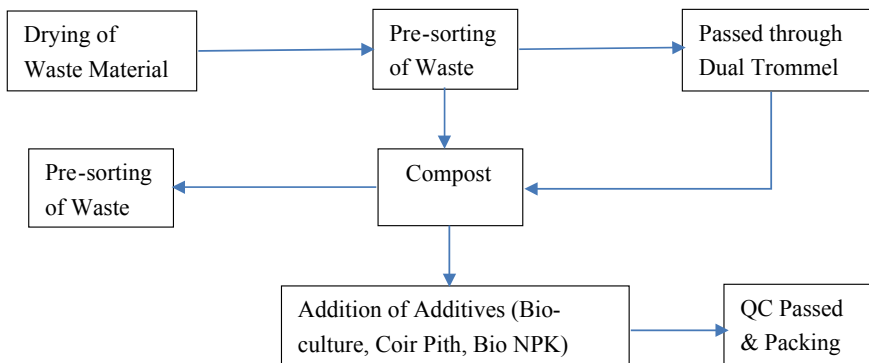 Drying of
Waste Material
Pre-sorting
of Waste
Passed through
Dual Trommel
Pre-sorting
of Waste
Compost
Addition of Additives (Bio-
culture, Coir Pith, Bio NPK)
QC Passed
& Packing